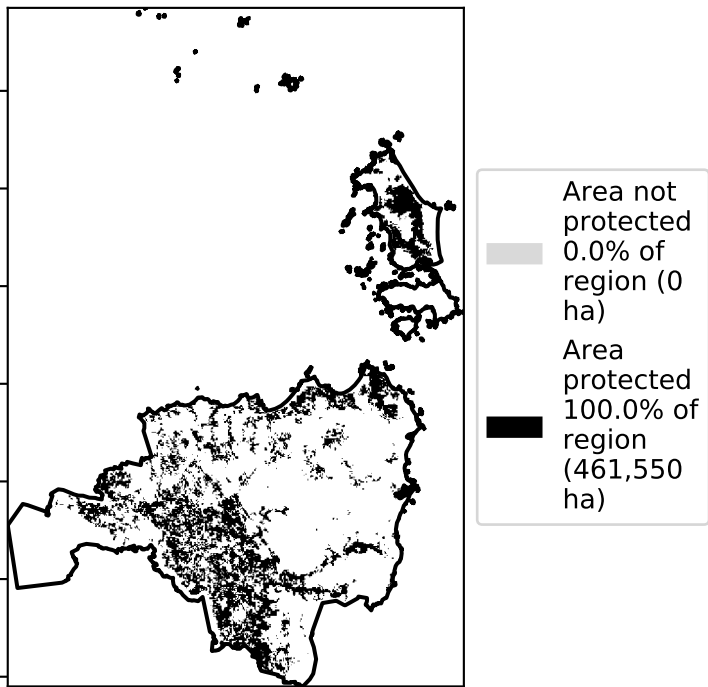 Area not
protected
0.0% of
region (0
ha)
Area
protected
100.0% of
region
(461,550
ha)